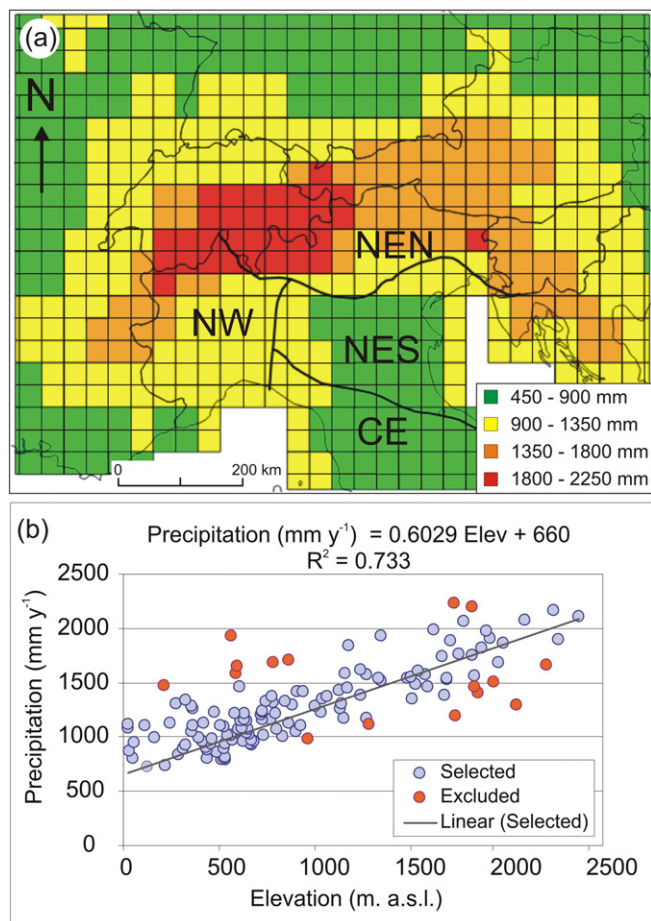 (a)
N
NEN
NW
NES
CE
450 - 900 mm
900 - 1350 mm
1350 - 1800 mm
1800 - 2250 mm
0 200 km
(b)
Precipitation (mm y⁻¹) = 0.6029 Elev + 660
R² = 0.733
Precipitation (mm y⁻¹)
2500
2000
1500
1000
500
0
Selected
Excluded
Linear (Selected)
0 500 1000 1500 2000 2500
Elevation (m. a.s.l.)